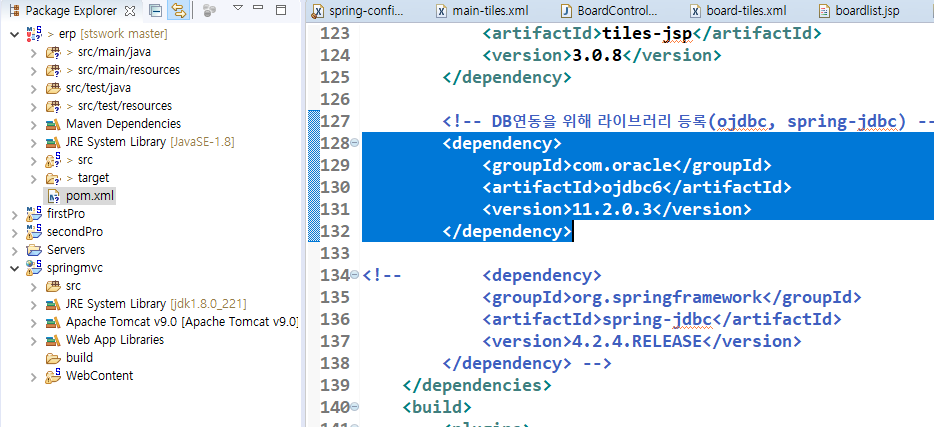 Package Explorer
erp [stswork master]
src/main/java
src/main/resources
src/test/java
src/test/resources
Maven Dependencies
JRE System Library [JavaSE-1.8]
src
target
pom.xml
firstPro
secondPro
Servers
springmvc
src
JRE System Library [jdk1.8.0_221]
Apache Tomcat v9.0 [Apache Tomcat v9.0]
Web App Libraries
build
WebContent
spring-confi... main-tiles.xml BoardControl... board-tiles.xml boardlist.jsp
123 <artifactId>tiles-jsp</artifactId>
124 <version>3.0.8</version>
125 </dependency>
126
127 <!-- DB연동을 위해 라이브러리 등록(ojdbc, spring-jdbc) --
128 <dependency>
129 <groupId>com.oracle</groupId>
130 <artifactId>ojdbc6</artifactId>
131 <version>11.2.0.3</version>
132 </dependency>
133
134 <!-- <dependency>
135 <groupId>org.springframework</groupId>
136 <artifactId>spring-jdbc</artifactId>
137 <version>4.2.4.RELEASE</version>
138 </dependency> -->
139 </dependencies>
140 <build>
<plugins>